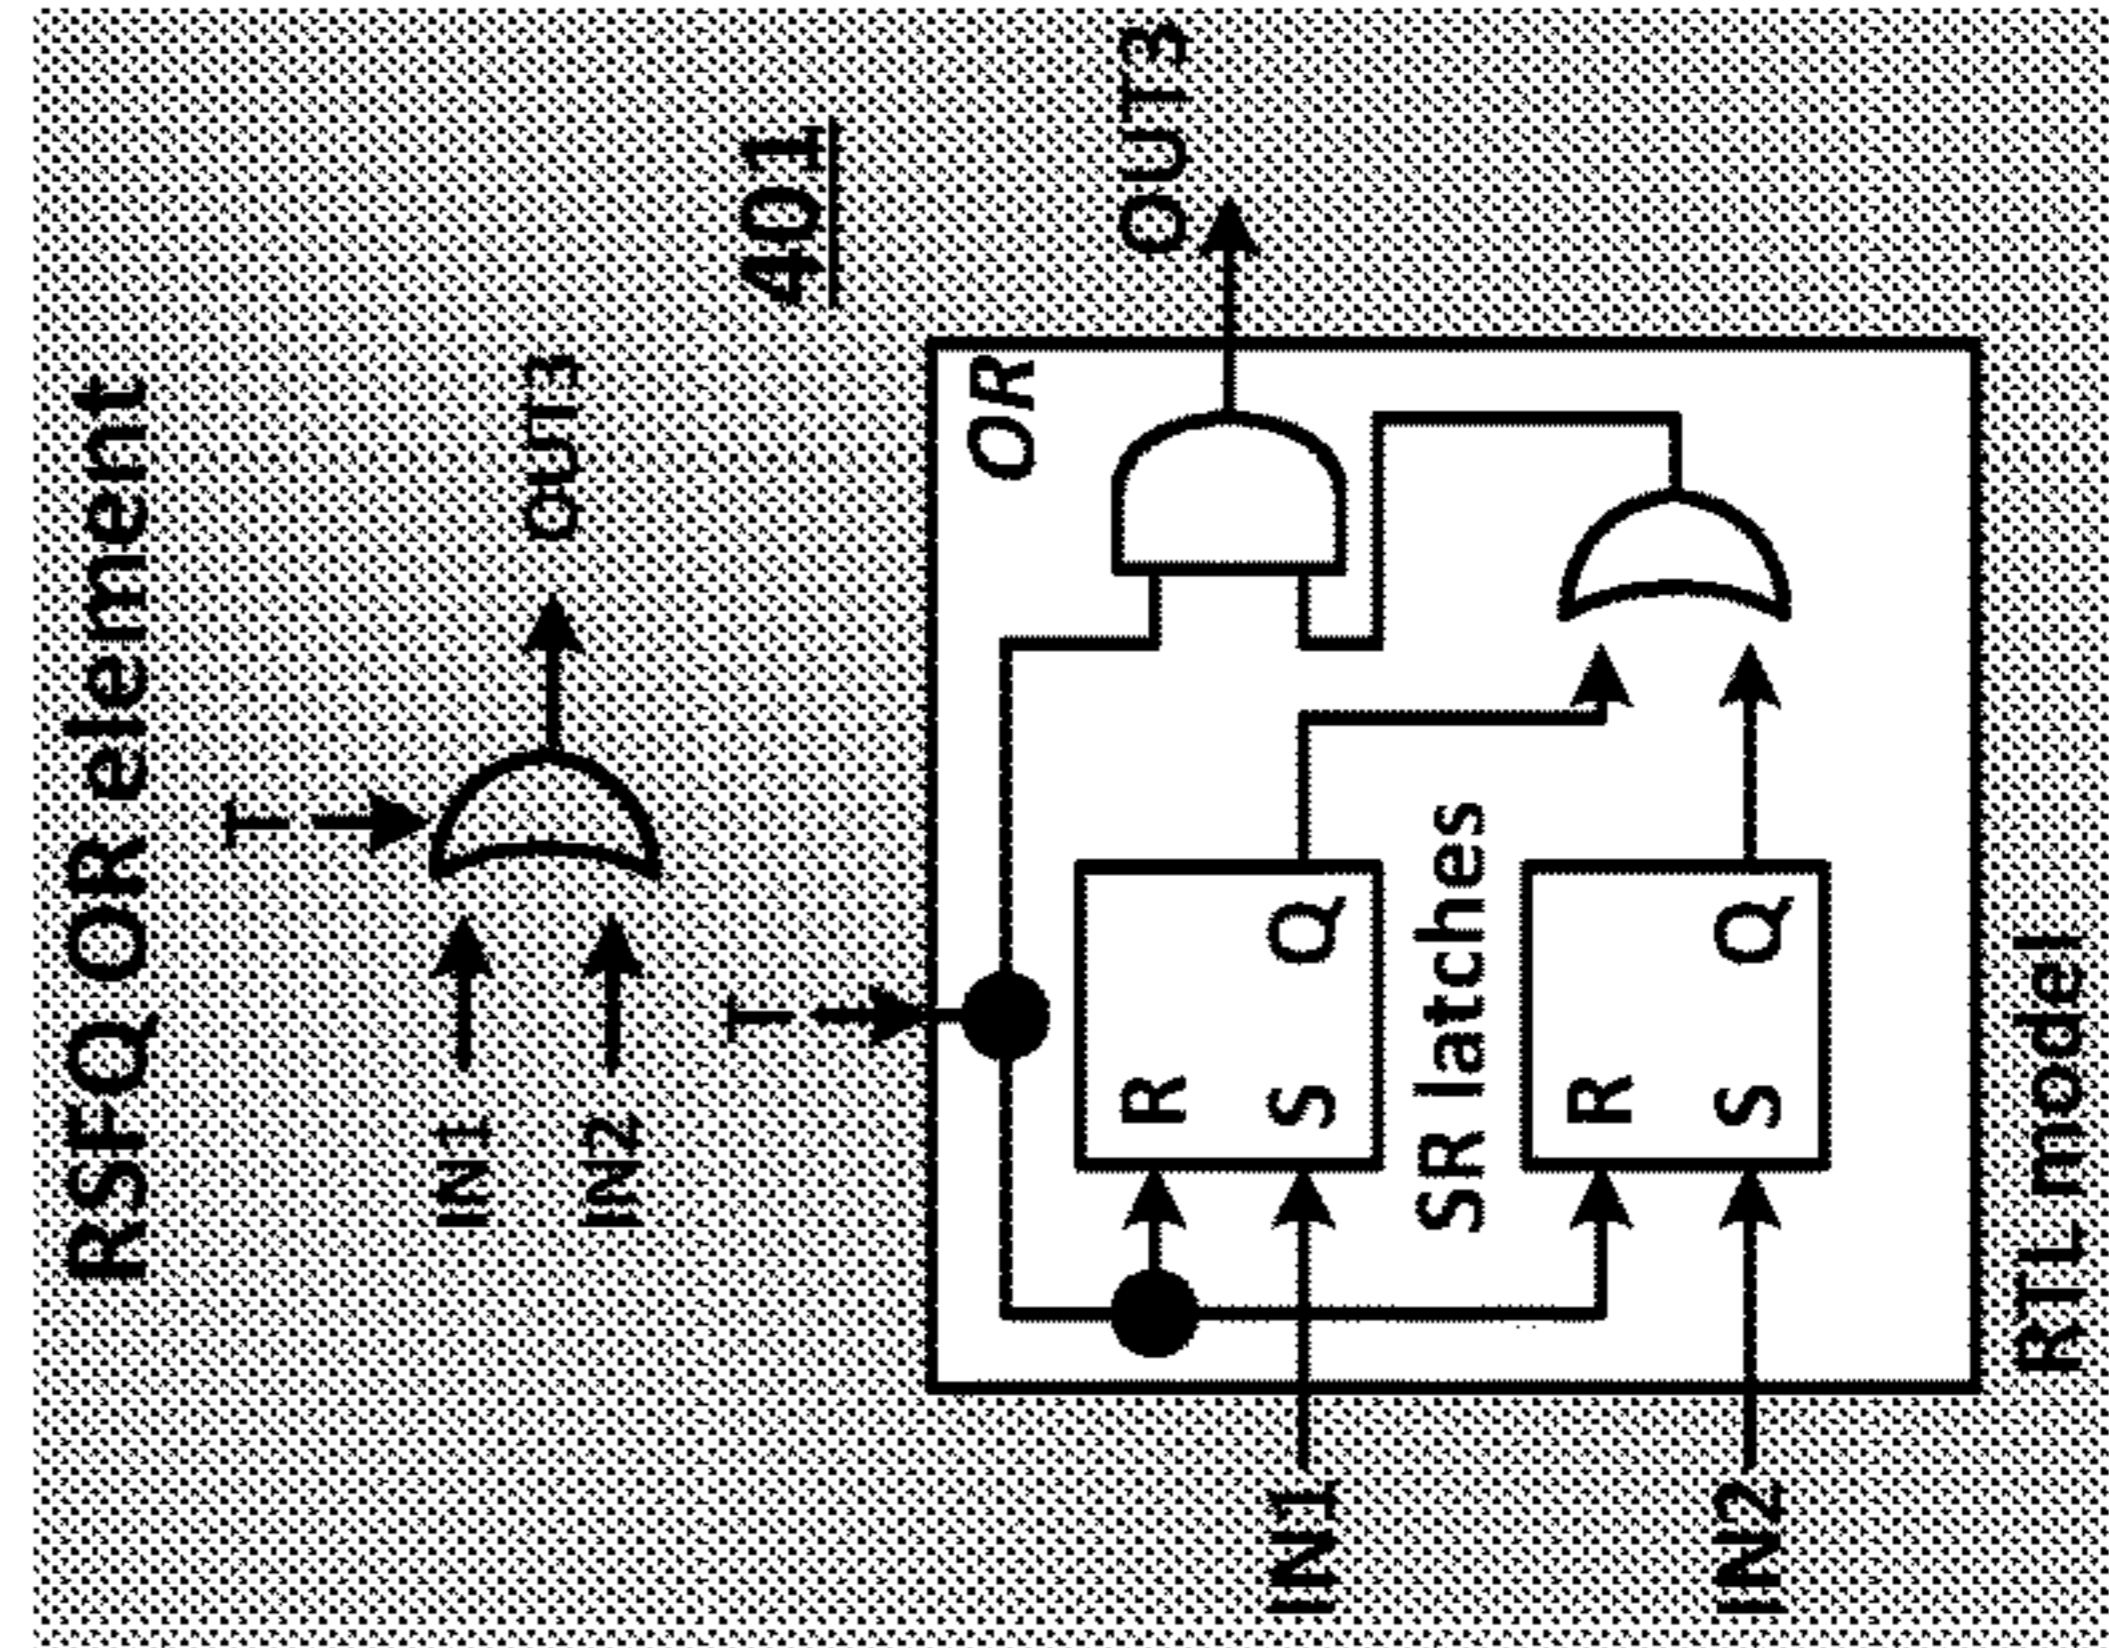 RSFQ OR element
T
IN1
IN2
OUT3
401
T
OR
OUT3
R
S
Q
SR latches
R
S
Q
IN1
IN2
RTL model